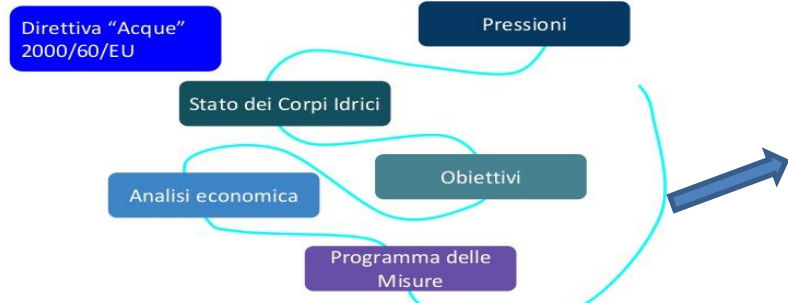 Direttiva “Acque”
2000/60/EU
Pressioni
Stato dei Corpi Idrici
Obiettivi
Analisi economica
Programma delle
Misure